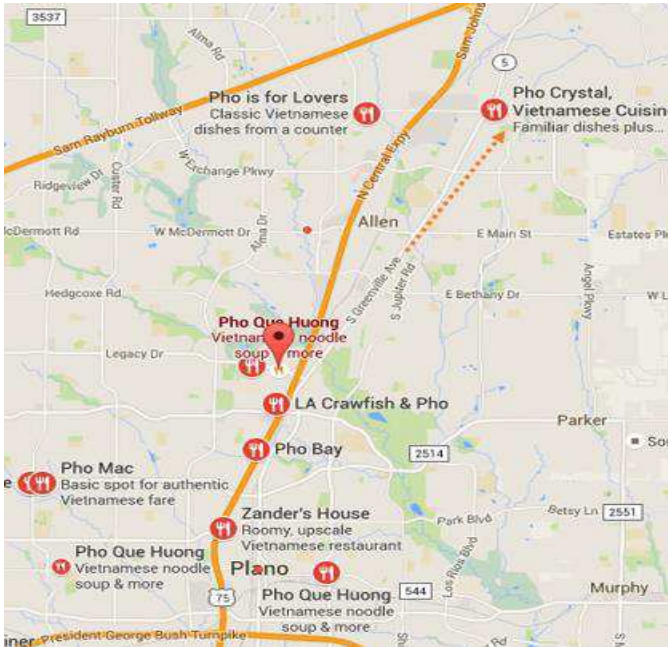 3537
Alma Rd
Sam Johns
5
Pho is for Lovers
Classic Vietnamese
dishes from a counter
Pho Crystal,
Vietnamese Cuisin
Familiar dishes plus...
Sam Rayburn Tollway
W Exchange Pkwy
N Central Expy
Ridgeview Dr
Custer Rd
Alma Dr
Allen
cDermott Rd
W McDermott Dr
E Main St
Estates Pk
S Greenville Ave
S Jupiter Rd
Angel Pkwy
Hedgcoxe Rd
E Bethany Dr
W L
Pho Que Huong
Vietnam noodle
soup & more
Legacy Dr
LA Crawfish & Pho
Parker
Pho Bay
2514
So
e
Pho Mac
Basic spot for authentic
Vietnamese fare
Zander's House
Roomy, upscale
Vietnamese restaurant
Park Blvd
Betsy Ln
2551
Los Rios Blvd
Pho Que Huong
Vietnamese noodle
soup & more
Plano
Pho Que Huong
Vietnamese noodle
soup & more
544
Murphy
75
iner
President George Bush Turnpike